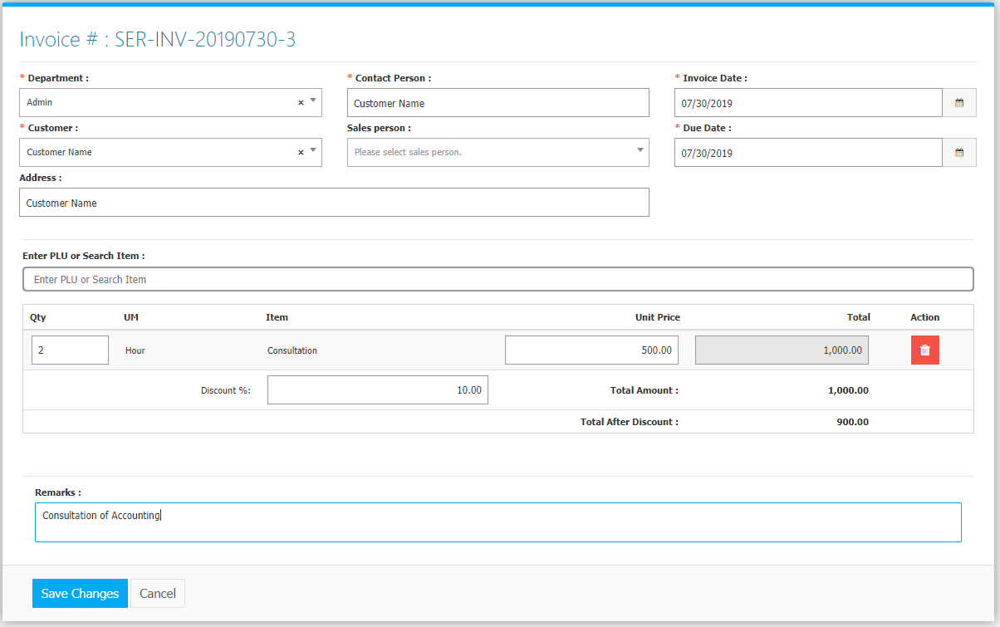 Invoice # : SER-INV-20190730-3
* Department :
Admin × 
* Contact Person :
Customer Name
* Invoice Date :
07/30/2019
* Customer :
Customer Name ×
Sales person :
Please select sales person.
* Due Date :
07/30/2019
Address :
Customer Name
Enter PLU or Search Item :
Enter PLU or Search Item
Qty UM Item Unit Price Total Action
2 Hour Consultation 500.00 1,000.00
Discount %: 10.00 Total Amount : 1,000.00
Total After Discount : 900.00
Remarks :
Consultation of Accounting
Save Changes Cancel